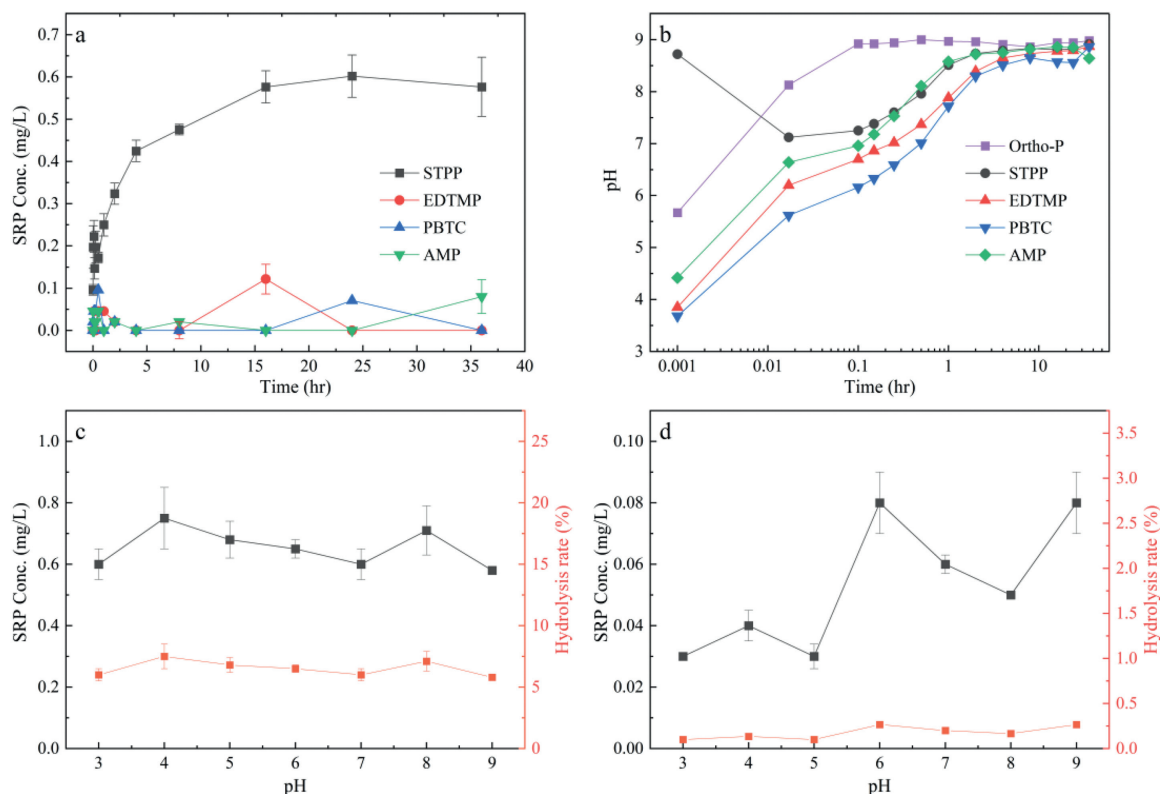 a
0.7
0.6
0.5
0.4
0.3
0.2
0.1
0.0
SRP Conc. (mg/L)
STPP
EDTMP
PBTC
AMP
0 5 10 15 20 25 30 35 40
Time (hr)
b
9
8
7
6
5
4
3
pH
Ortho-P
STPP
EDTMP
PBTC
AMP
0.001 0.01 0.1 1 10
Time (hr)
c
1.0
0.8
0.6
0.4
0.2
0.0
SRP Conc. (mg/L)
25
20
15
10
5
0
Hydrolysis rate (%)
3 4 5 6 7 8 9
pH
d
0.10
0.08
0.06
0.04
0.02
0.00
SRP Conc. (mg/L)
3.5
3.0
2.5
2.0
1.5
1.0
0.5
0.0
Hydrolysis rate (%)
3 4 5 6 7 8 9
pH